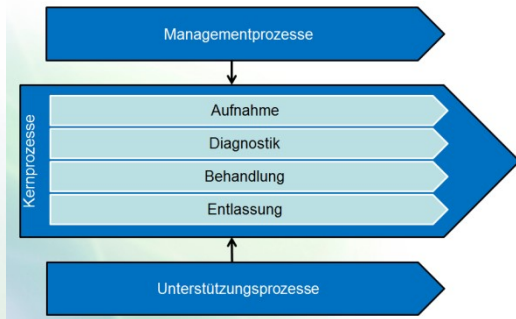 Managementprozesse
Kernprozesse
Aufnahme
Diagnostik
Behandlung
Entlassung
Unterstützungsprozesse